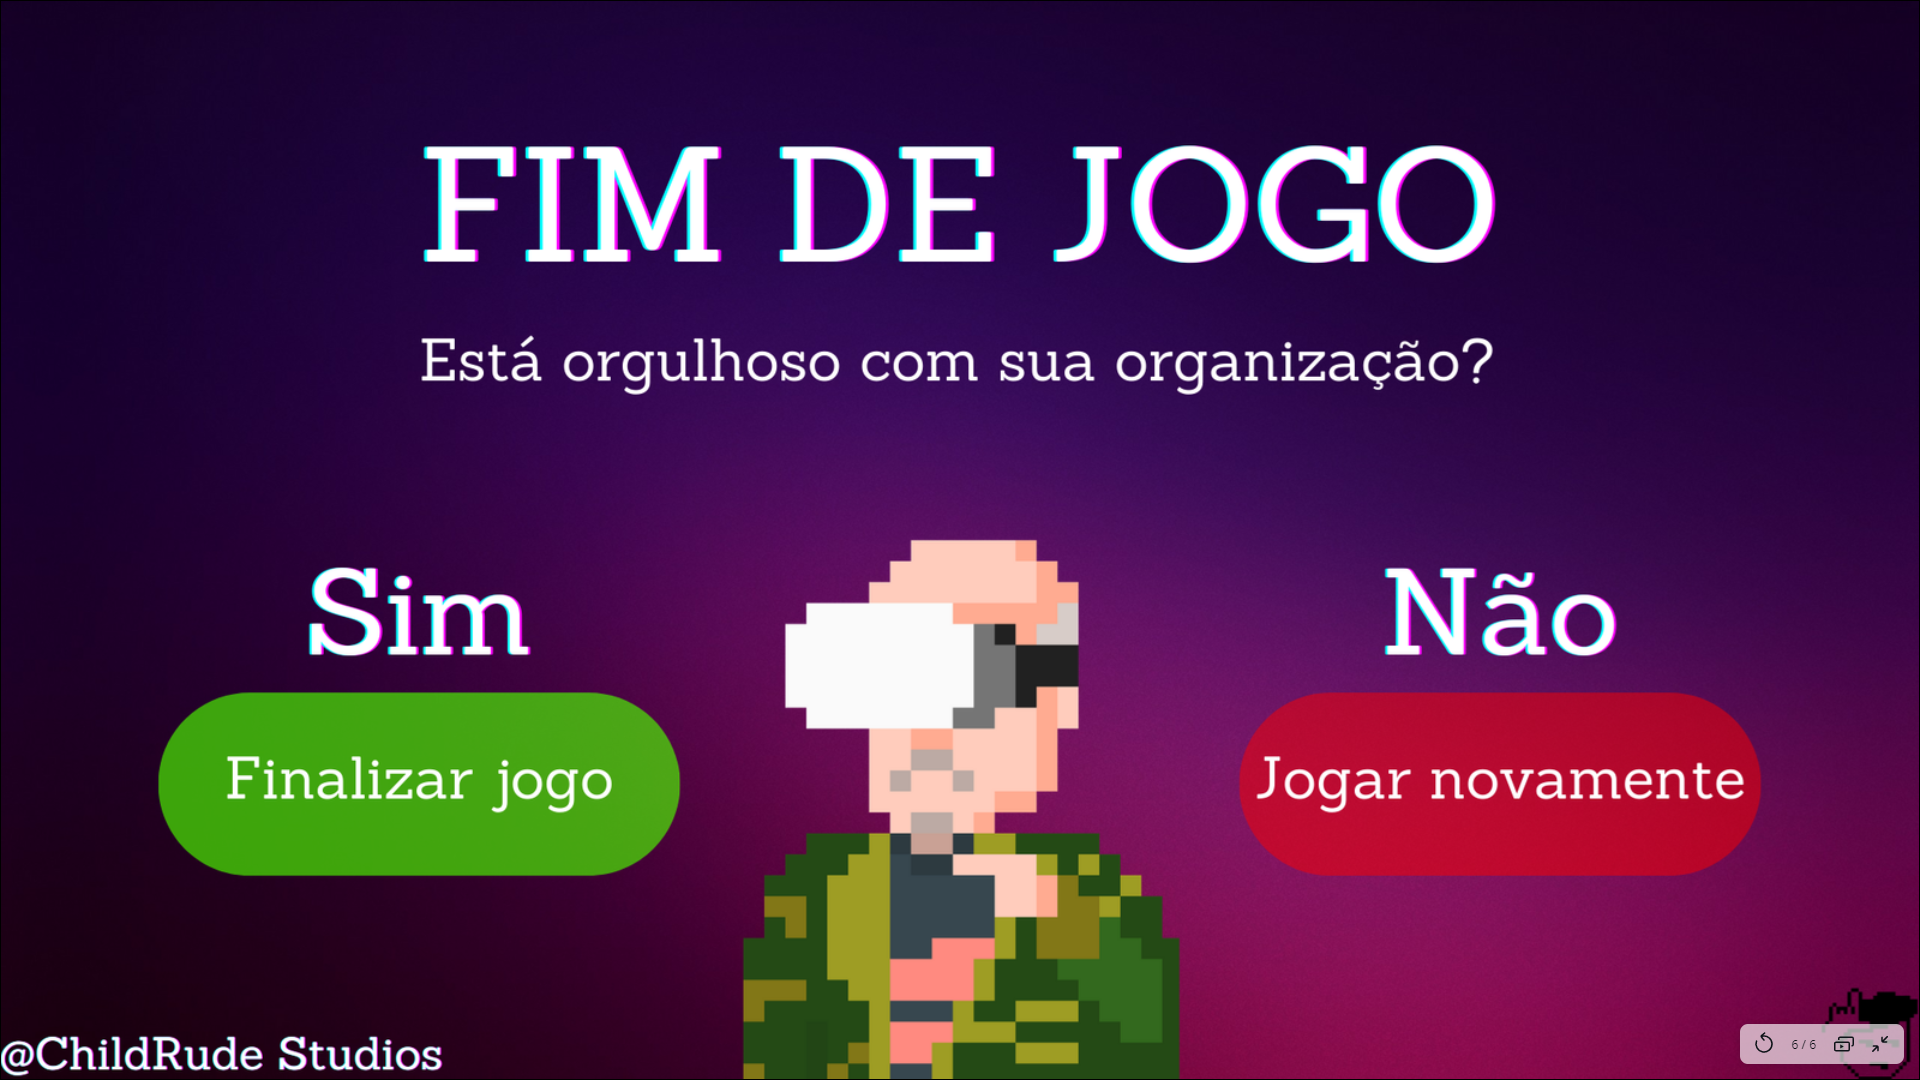 FIM DE JOGO
Está orgulhoso com sua organização?
Sim
Não
Finalizar jogo
Jogar novamente
@ChildRude Studios
6 / 6